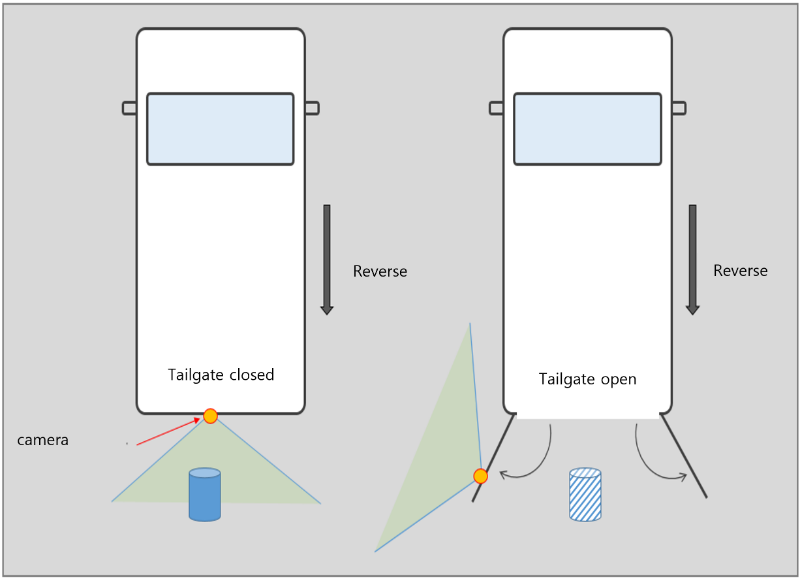 Reverse
Reverse
Tailgate closed
Tailgate open
camera